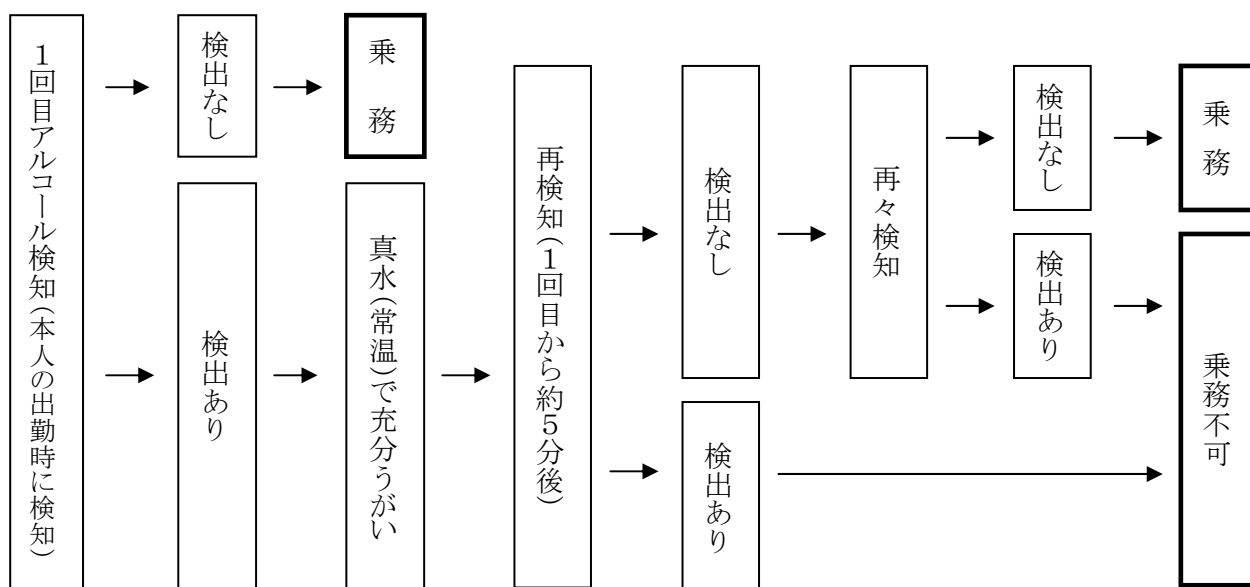 １回目アルコール検知（本人の出勤時に検知）
検出なし
乗務
検出あり
真水（常温）で充分うがい
再検知（１回目から約５分後）
検出なし
再々検知
検出なし
乗務
検出あり
検出あり
乗務不可